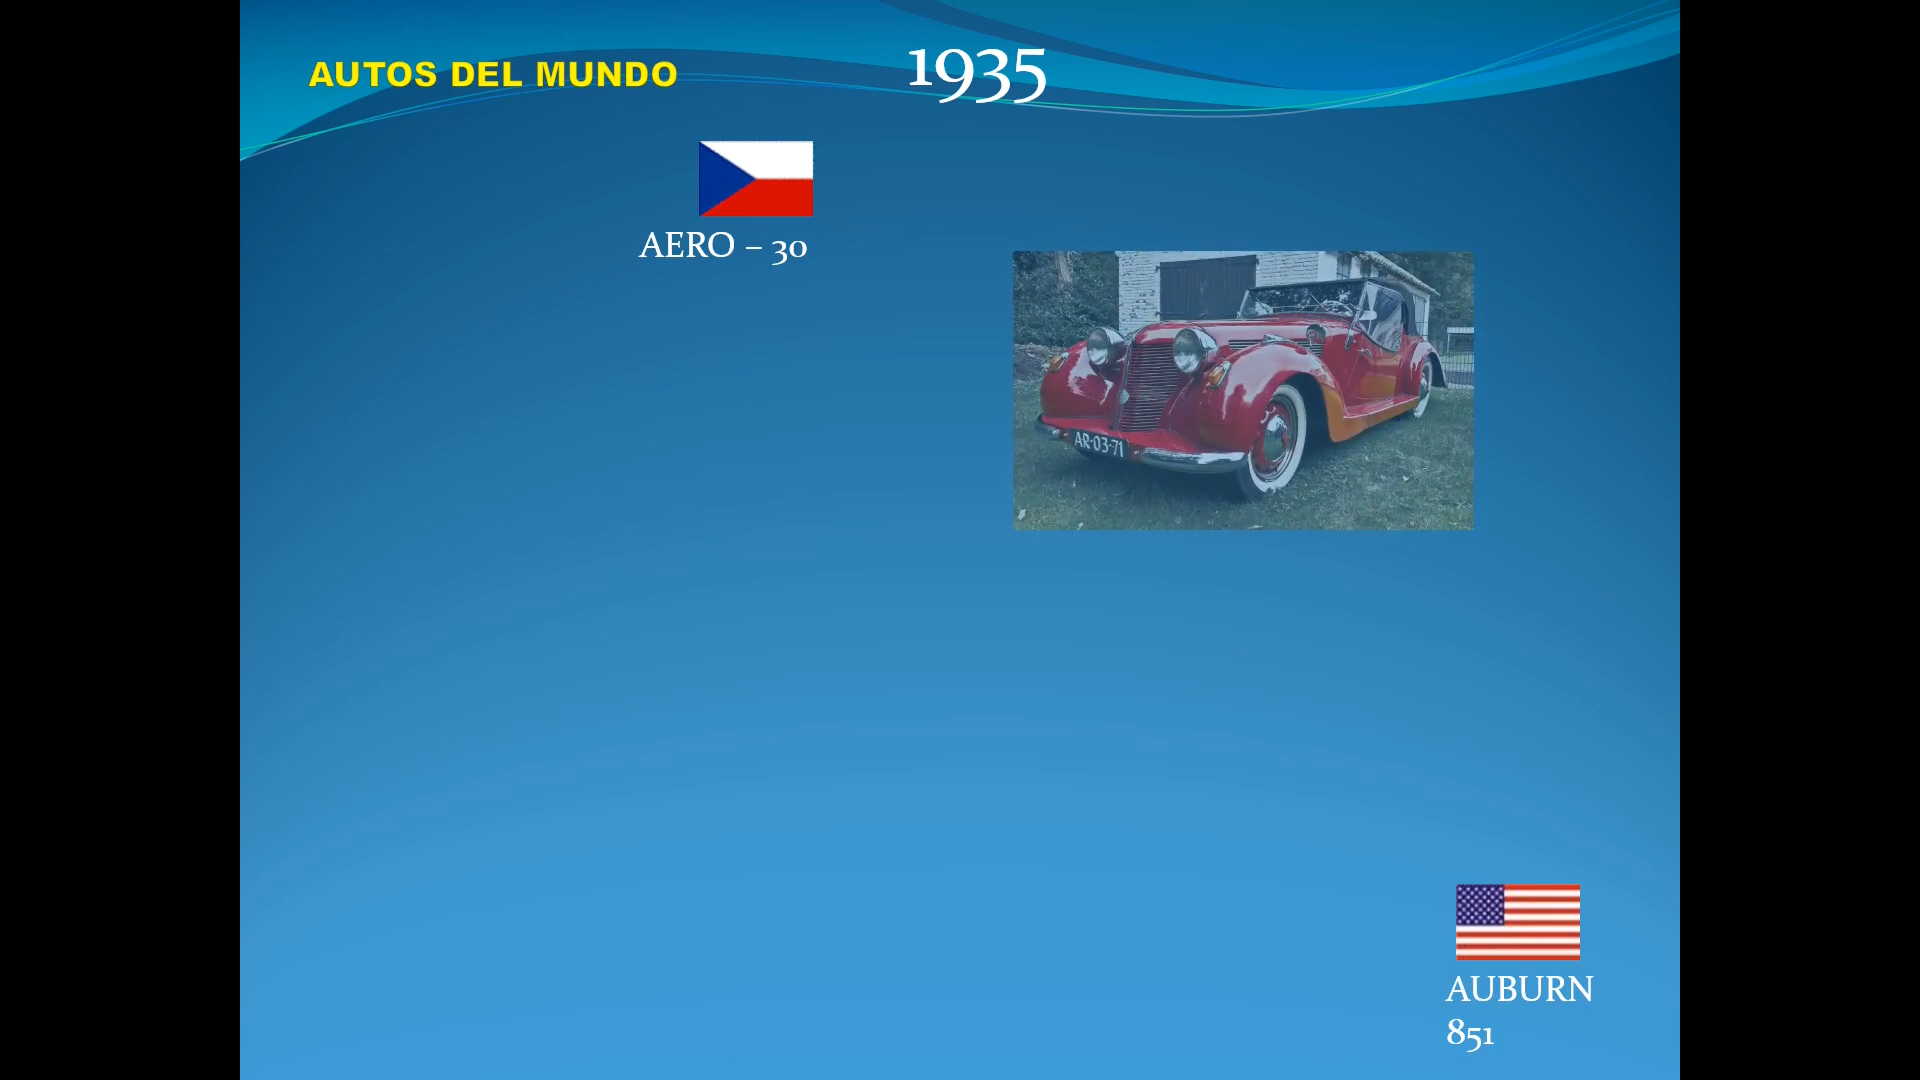 AUTOS DEL MUNDO
1935
AERO – 30
AR-03-71
AUBURN
851